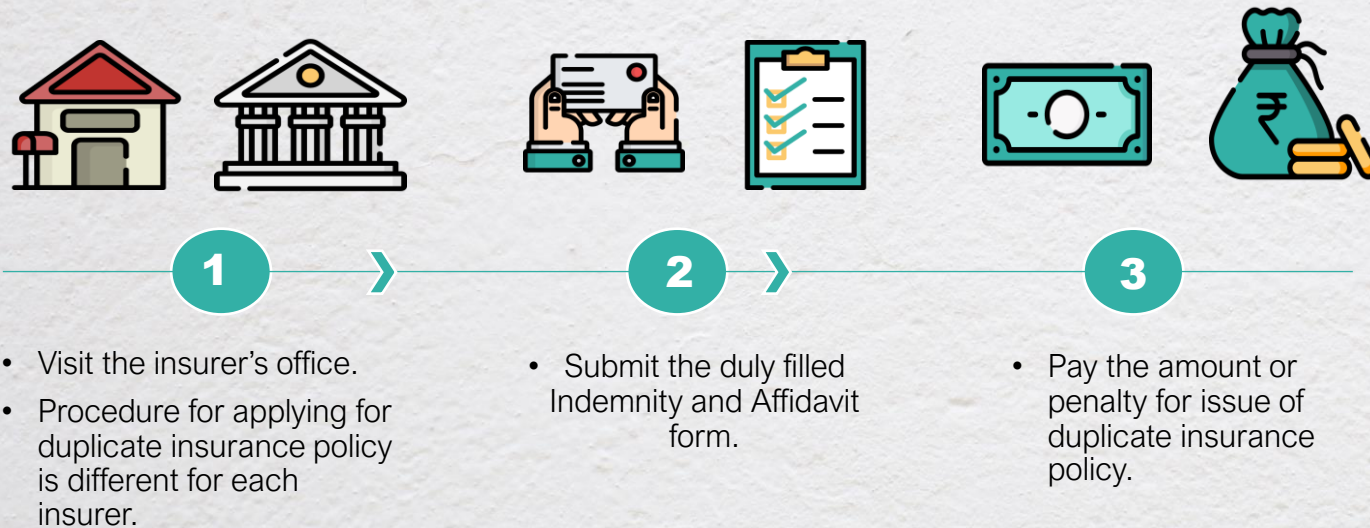 ₹
1
2
3
• Visit the insurer's office.
• Procedure for applying for
duplicate insurance policy
is different for each
insurer.
• Submit the duly filled
Indemnity and Affidavit
form.
• Pay the amount or
penalty for issue of
duplicate insurance
policy.